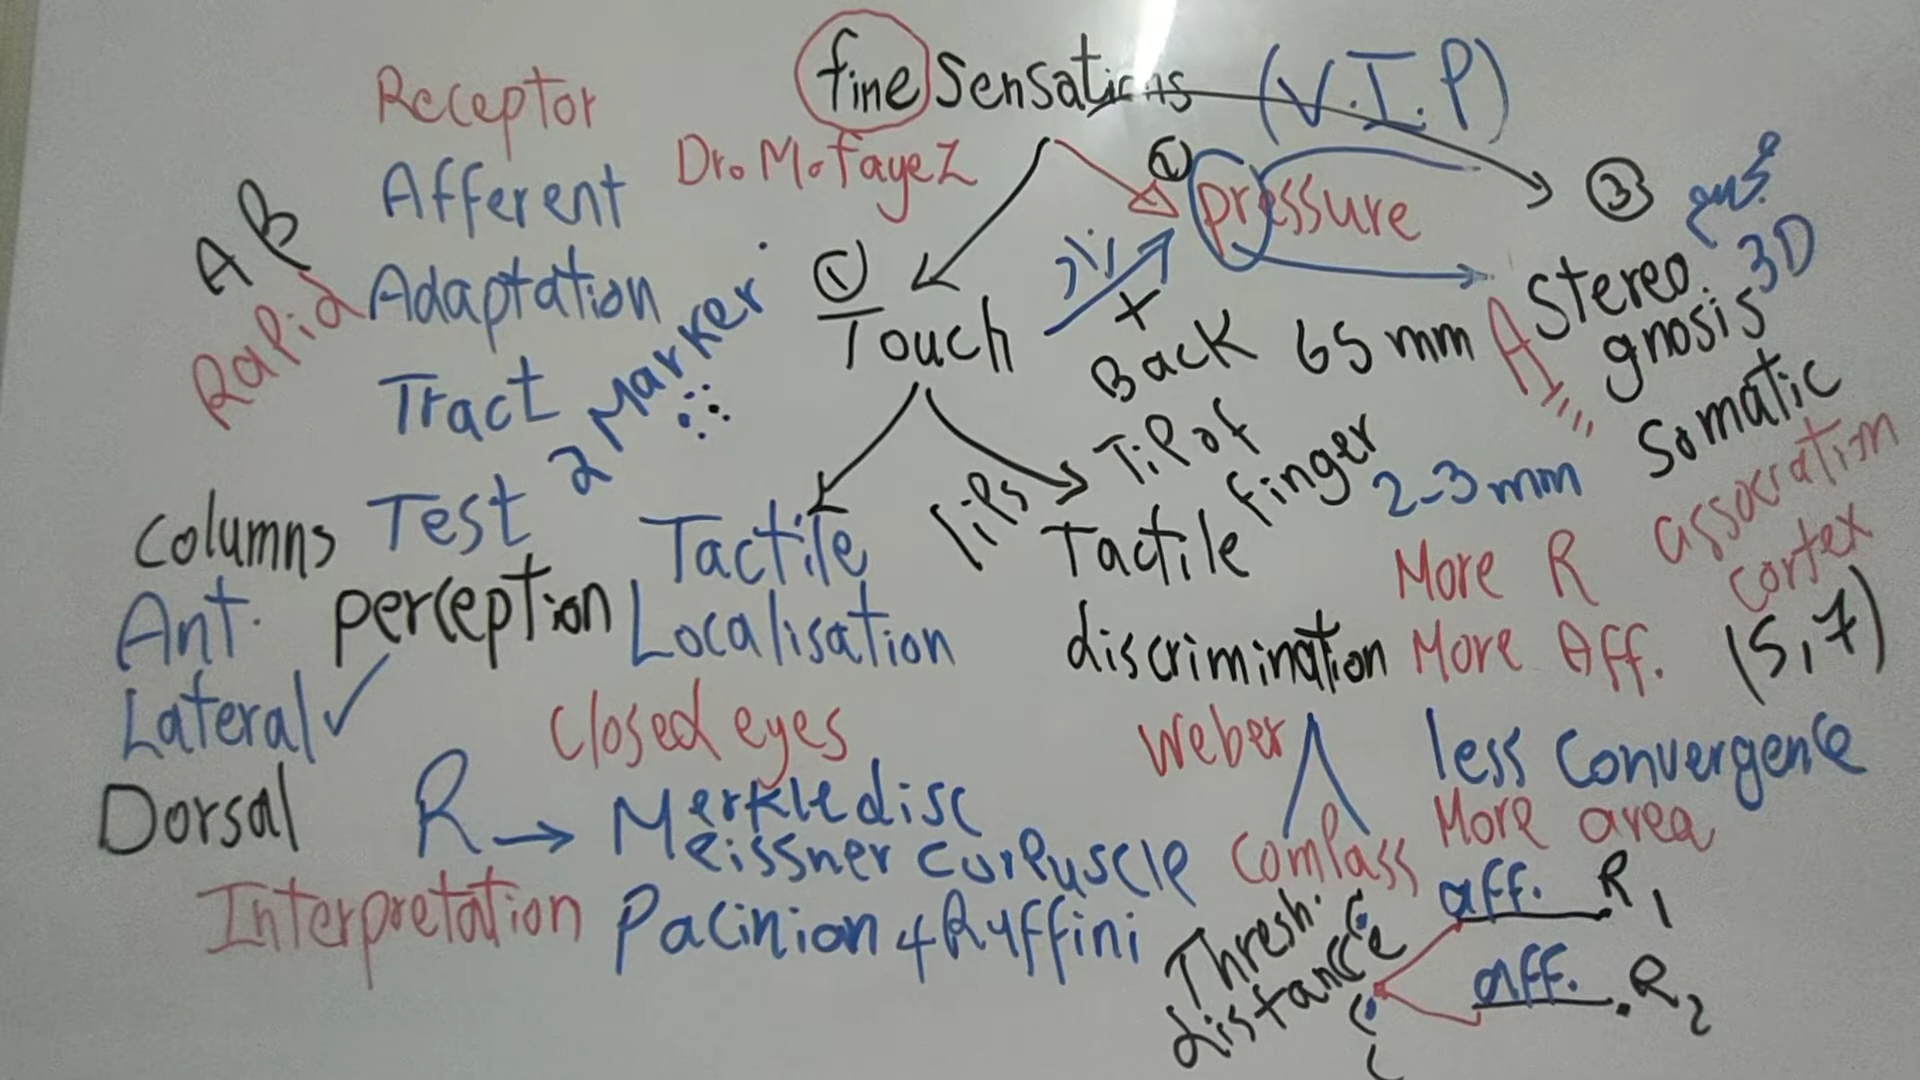 fine Sensations (V.I.P)
Receptor
Dr. M. Fayez
Afferent
A B
Rapid
Adaptation
Tract
Test 2 Marker
① Touch
② pressure
③ Stereo
gnosis 3D
A
Somatic
association
cortex
(5,7)
+
Back 65 mm
Tip of
finger 2-3 mm
lips
Tactile
Localisation
Tactile
discrimination
More R
More Aff.
less Convergence
More area
Columns
Ant.
Lateral ✓
Dorsal
perception
Interpretation
closed eyes
R → Merkle disc
Meissner corpuscle
Pacinian & Ruffini
Weber
Compass
Thresh.
distance
aff. R1
aff. R2